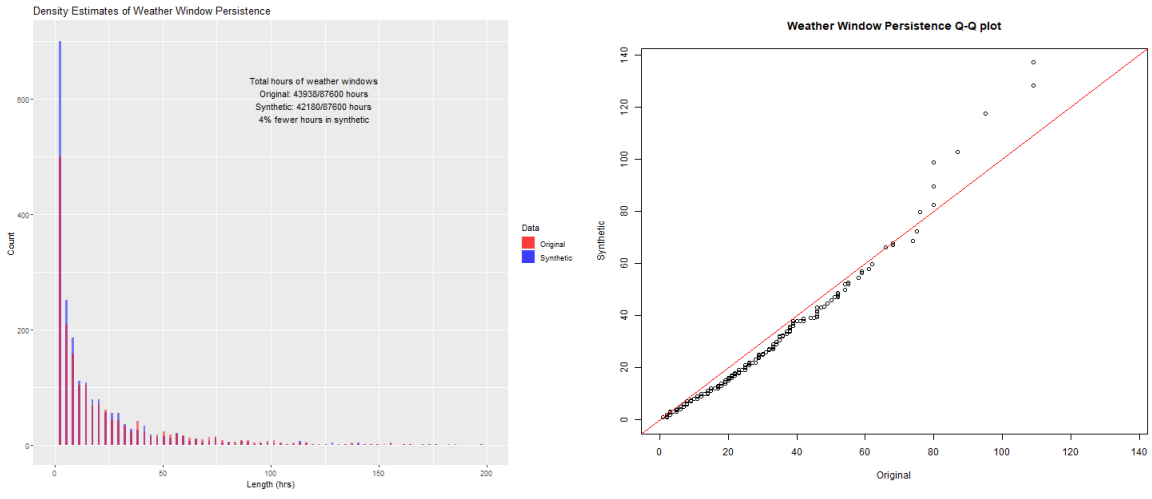 Density Estimates of Weather Window Persistence
Total hours of weather windows
Original: 43938/87600 hours
Synthetic: 42180/87600 hours
4% fewer hours in synthetic
600
400
200
0
Count
0
50
100
150
200
Length (hrs)
Data
Original
Synthetic
Weather Window Persistence Q-Q plot
140
120
100
80
60
40
20
0
Synthetic
0
20
40
60
80
100
120
140
Original